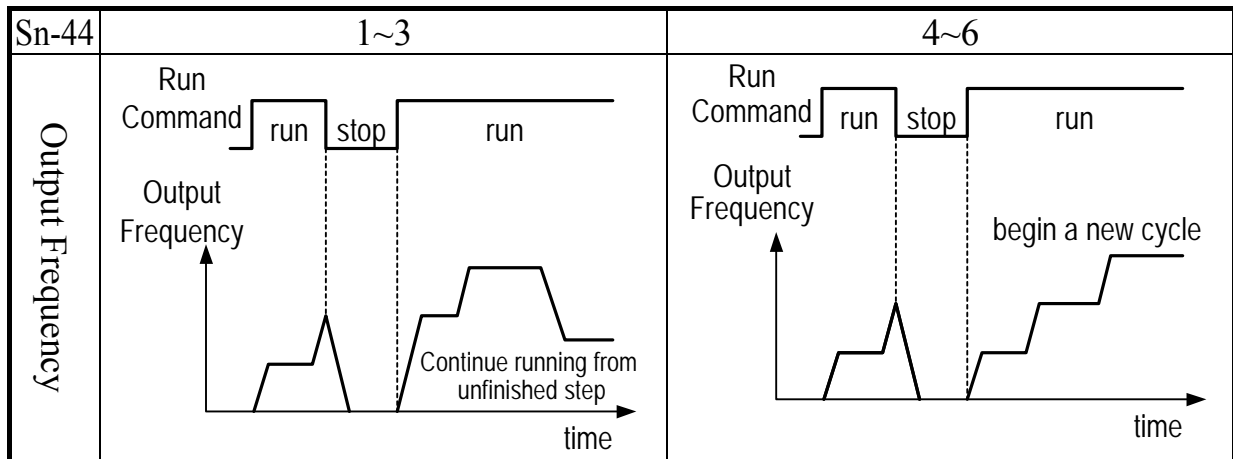 Sn-44
1~3
4~6
Output Frequency
Run
Command
run
stop
run
Output
Frequency
Continue running from
unfinished step
time
Run
Command
run
stop
run
Output
Frequency
begin a new cycle
time